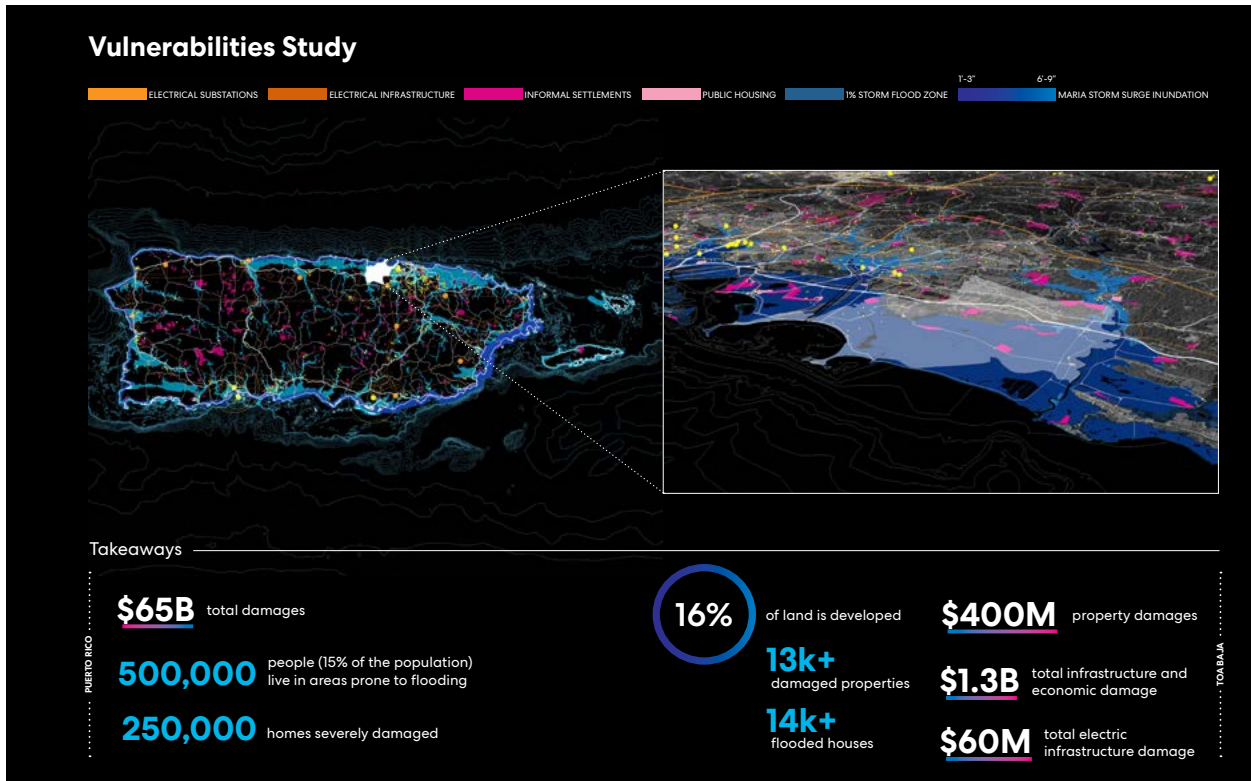 Vulnerabilities Study
1'-3"
6'-9"
ELECTRICAL SUBSTATIONS
ELECTRICAL INFRASTRUCTURE
INFORMAL SETTLEMENTS
PUBLIC HOUSING
1% STORM FLOOD ZONE
MARIA STORM SURGE INUNDATION
Takeaways
PUERTO RICO
$65B total damages
500,000 people (15% of the population)
live in areas prone to flooding
250,000 homes severely damaged
16% of land is developed
13k+
damaged properties
14k+
flooded houses
$400M property damages
$1.3B total infrastructure and
economic damage
$60M total electric
infrastructure damage
TOA BAJA